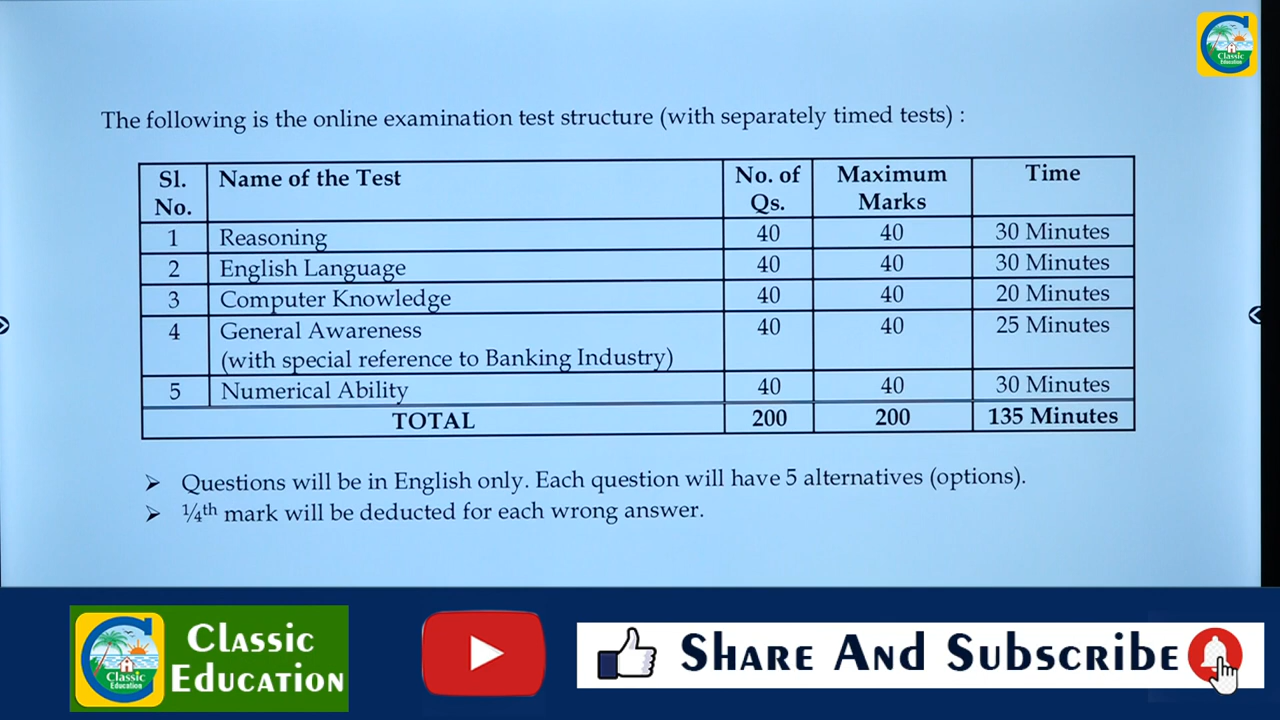 Classic
Education
The following is the online examination test structure (with separately timed tests) :
Sl. No. Name of the Test No. of Qs. Maximum Marks Time
1 Reasoning 40 40 30 Minutes
2 English Language 40 40 30 Minutes
3 Computer Knowledge 40 40 20 Minutes
4 General Awareness 40 40 25 Minutes
(with special reference to Banking Industry)
5 Numerical Ability 40 40 30 Minutes
TOTAL 200 200 135 Minutes
➢ Questions will be in English only. Each question will have 5 alternatives (options).
➢ ¼th mark will be deducted for each wrong answer.
Classic
Education
Classic
Education
Share And Subscribe